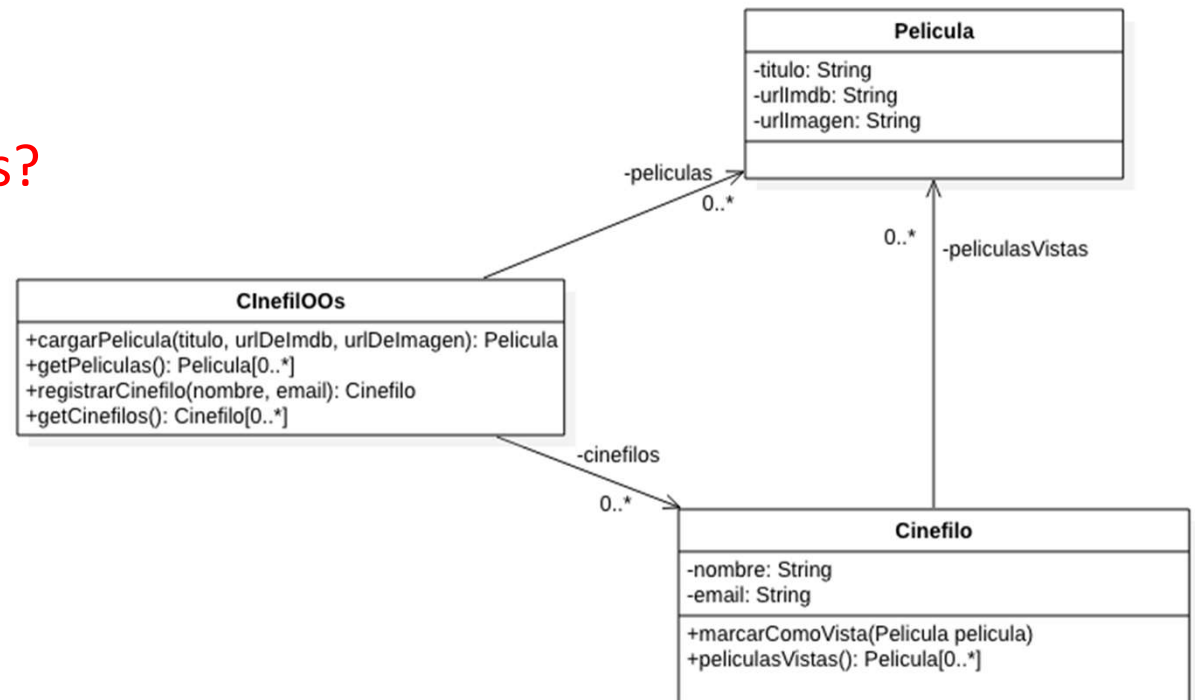 s?
Pelicula
-titulo: String
-urlImdb: String
-urlImagen: String
-peliculas
0..*
0..*
-peliculasVistas
CInefilOOs
+cargarPelicula(titulo, urlDeImdb, urlDeImagen): Pelicula
+getPeliculas(): Pelicula[0..*]
+registrarCinefilo(nombre, email): Cinefilo
+getCinefilos(): Cinefilo[0..*]
-cinefilos
0..*
Cinefilo
-nombre: String
-email: String
+marcarComoVista(Pelicula pelicula)
+peliculasVistas(): Pelicula[0..*]